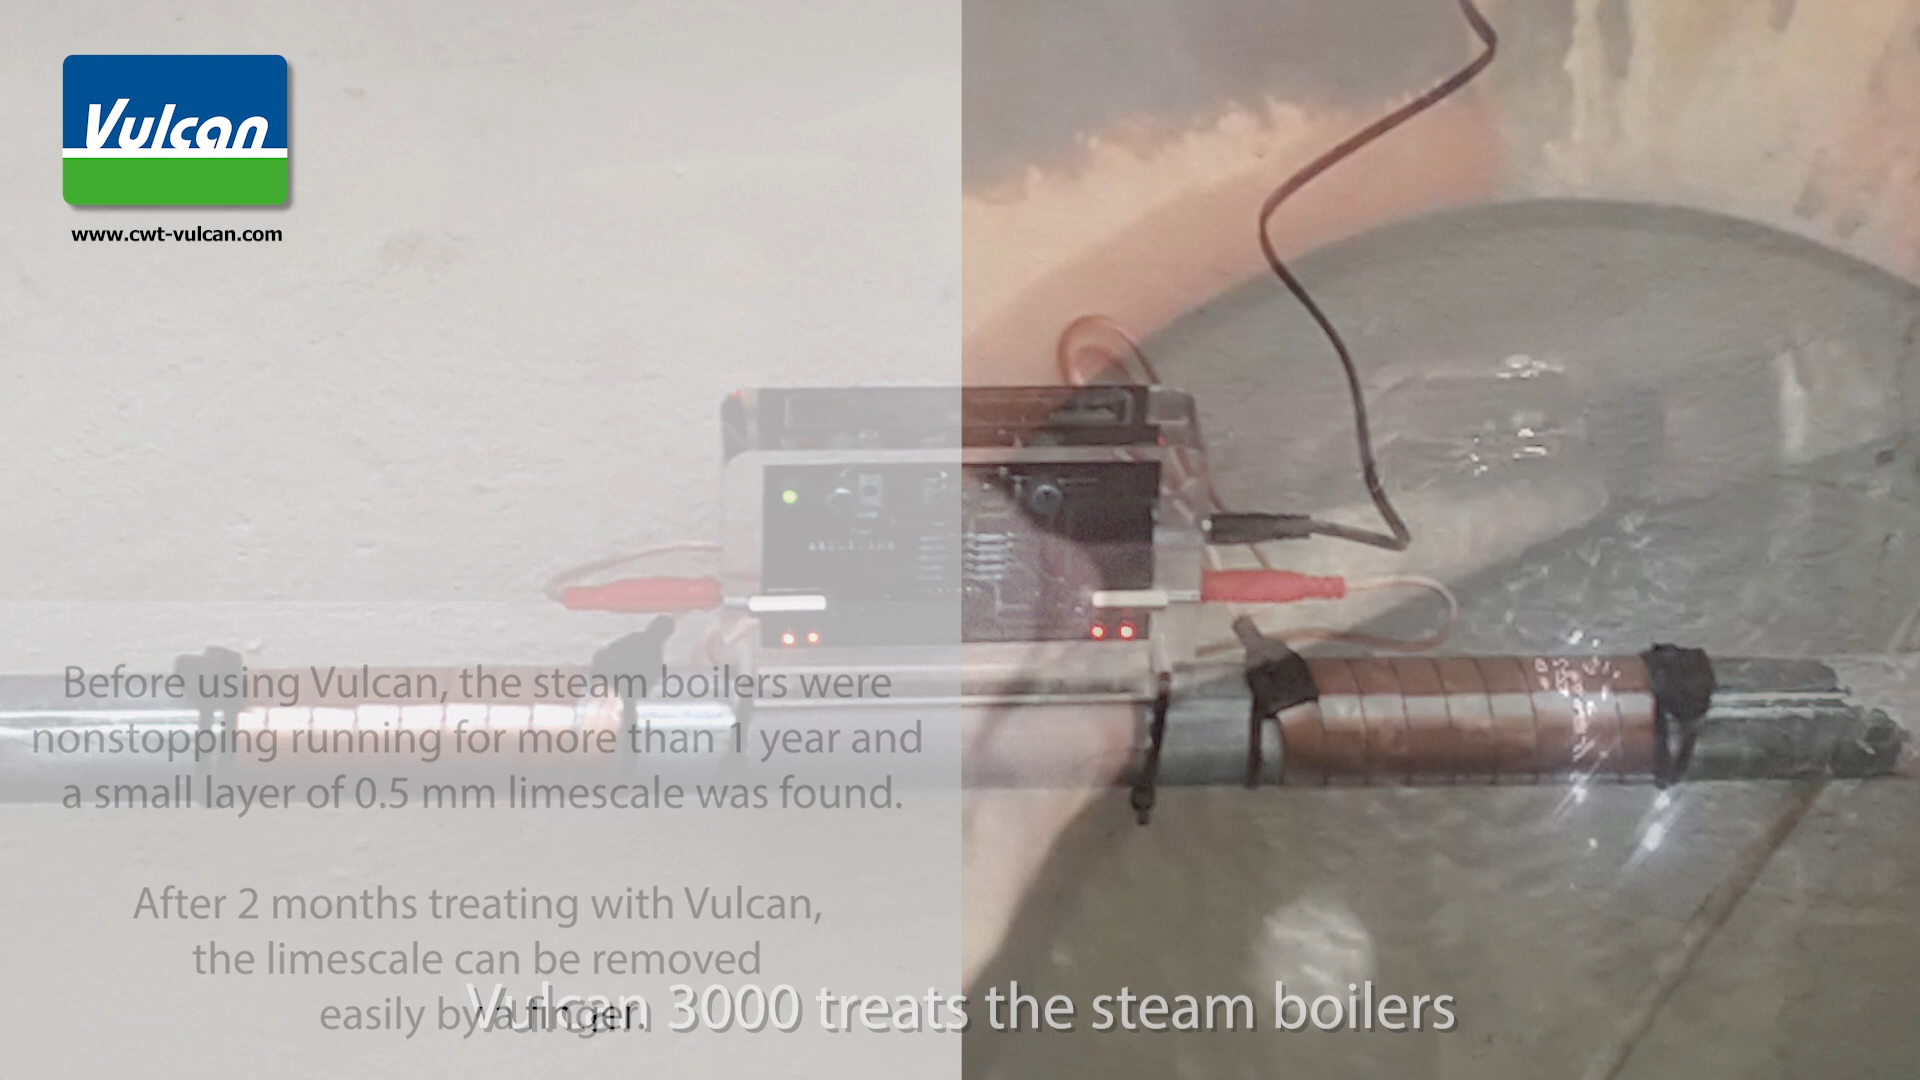 Vulcan
www.cwt-vulcan.com
Before using Vulcan, the steam boilers were
nonstopping running for more than 1 year and
a small layer of 0.5 mm limescale was found.
After 2 months treating with Vulcan,
the limescale can be removed
easily by a finger.
Vulcan 3000 treats the steam boilers